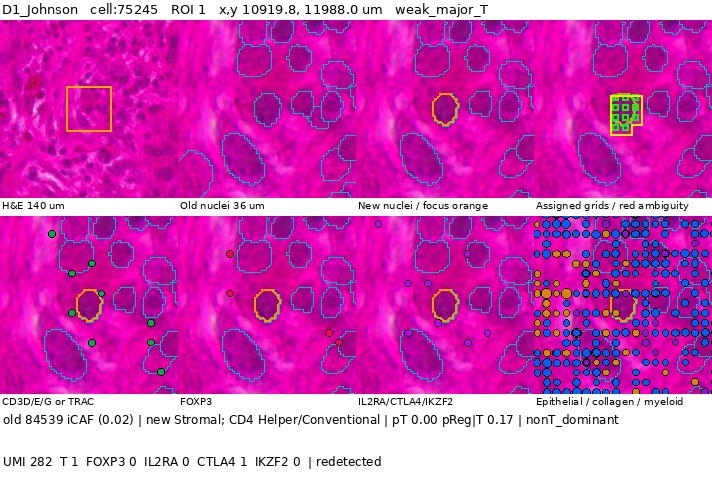 D1_Johnson   cell:75245   ROI 1   x,y 10919.8, 11988.0 um   weak_major_T
H&E 140 um
Old nuclei 36 um
New nuclei / focus orange
Assigned grids / red ambiguity
CD3D/E/G or TRAC
FOXP3
IL2RA/CTLA4/IKZF2
Epithelial / collagen / myeloid
old 84539 iCAF (0.02) | new Stromal; CD4 Helper/Conventional | pT 0.00 pReg|T 0.17 | nonT_dominant
UMI 282  T 1  FOXP3 0  IL2RA 0  CTLA4 1  IKZF2 0  | redetected